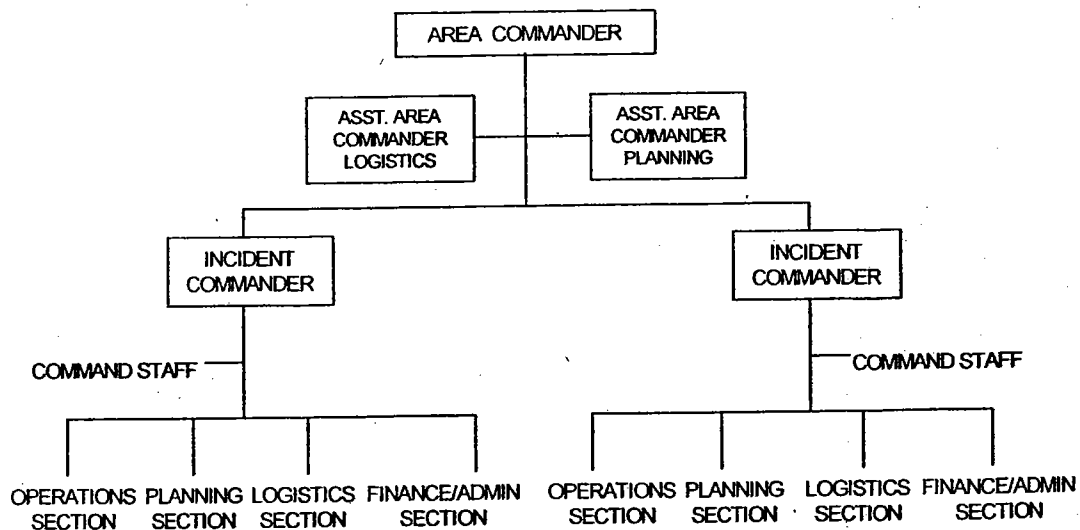 AREA COMMANDER
ASST. AREA
COMMANDER
LOGISTICS
ASST. AREA
COMMANDER
PLANNING
INCIDENT
COMMANDER
INCIDENT
COMMANDER
COMMAND STAFF
COMMAND STAFF
OPERATIONS
SECTION
PLANNING
SECTION
LOGISTICS
SECTION
FINANCE/ADMIN
SECTION
OPERATIONS
SECTION
PLANNING
SECTION
LOGISTICS
SECTION
FINANCE/ADMIN
SECTION